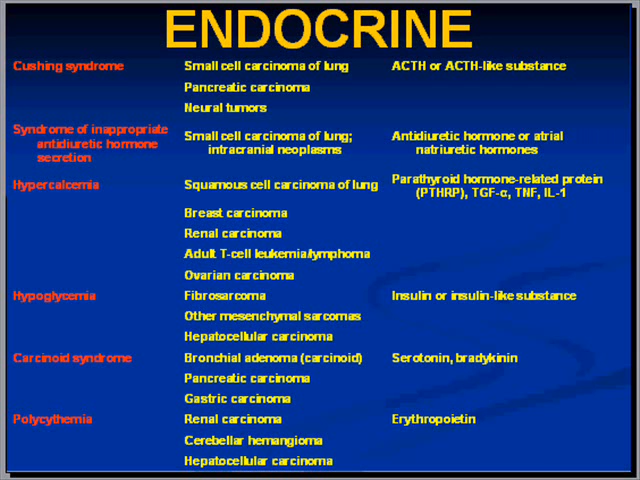 ENDOCRINE
Cushing syndrome Small cell carcinoma of lung ACTH or ACTH-like substance
Pancreatic carcinoma
Neural tumors
Syndrome of inappropriate
antidiuretic hormone
secretion
Small cell carcinoma of lung;
intracranial neoplasms
Antidiuretic hormone or atrial
natriuretic hormones
Hypercalcemia Squamous cell carcinoma of lung
Parathyroid hormone-related protein
(PTHRP), TGF-α, TNF, IL-1
Breast carcinoma
Renal carcinoma
Adult T-cell leukemia/lymphoma
Ovarian carcinoma
Hypoglycemia Fibrosarcoma Insulin or insulin-like substance
Other mesenchymal sarcomas
Hepatocellular carcinoma
Carcinoid syndrome Bronchial adenoma (carcinoid) Serotonin, bradykinin
Pancreatic carcinoma
Gastric carcinoma
Polycythemia Renal carcinoma Erythropoietin
Cerebellar hemangioma
Hepatocellular carcinoma